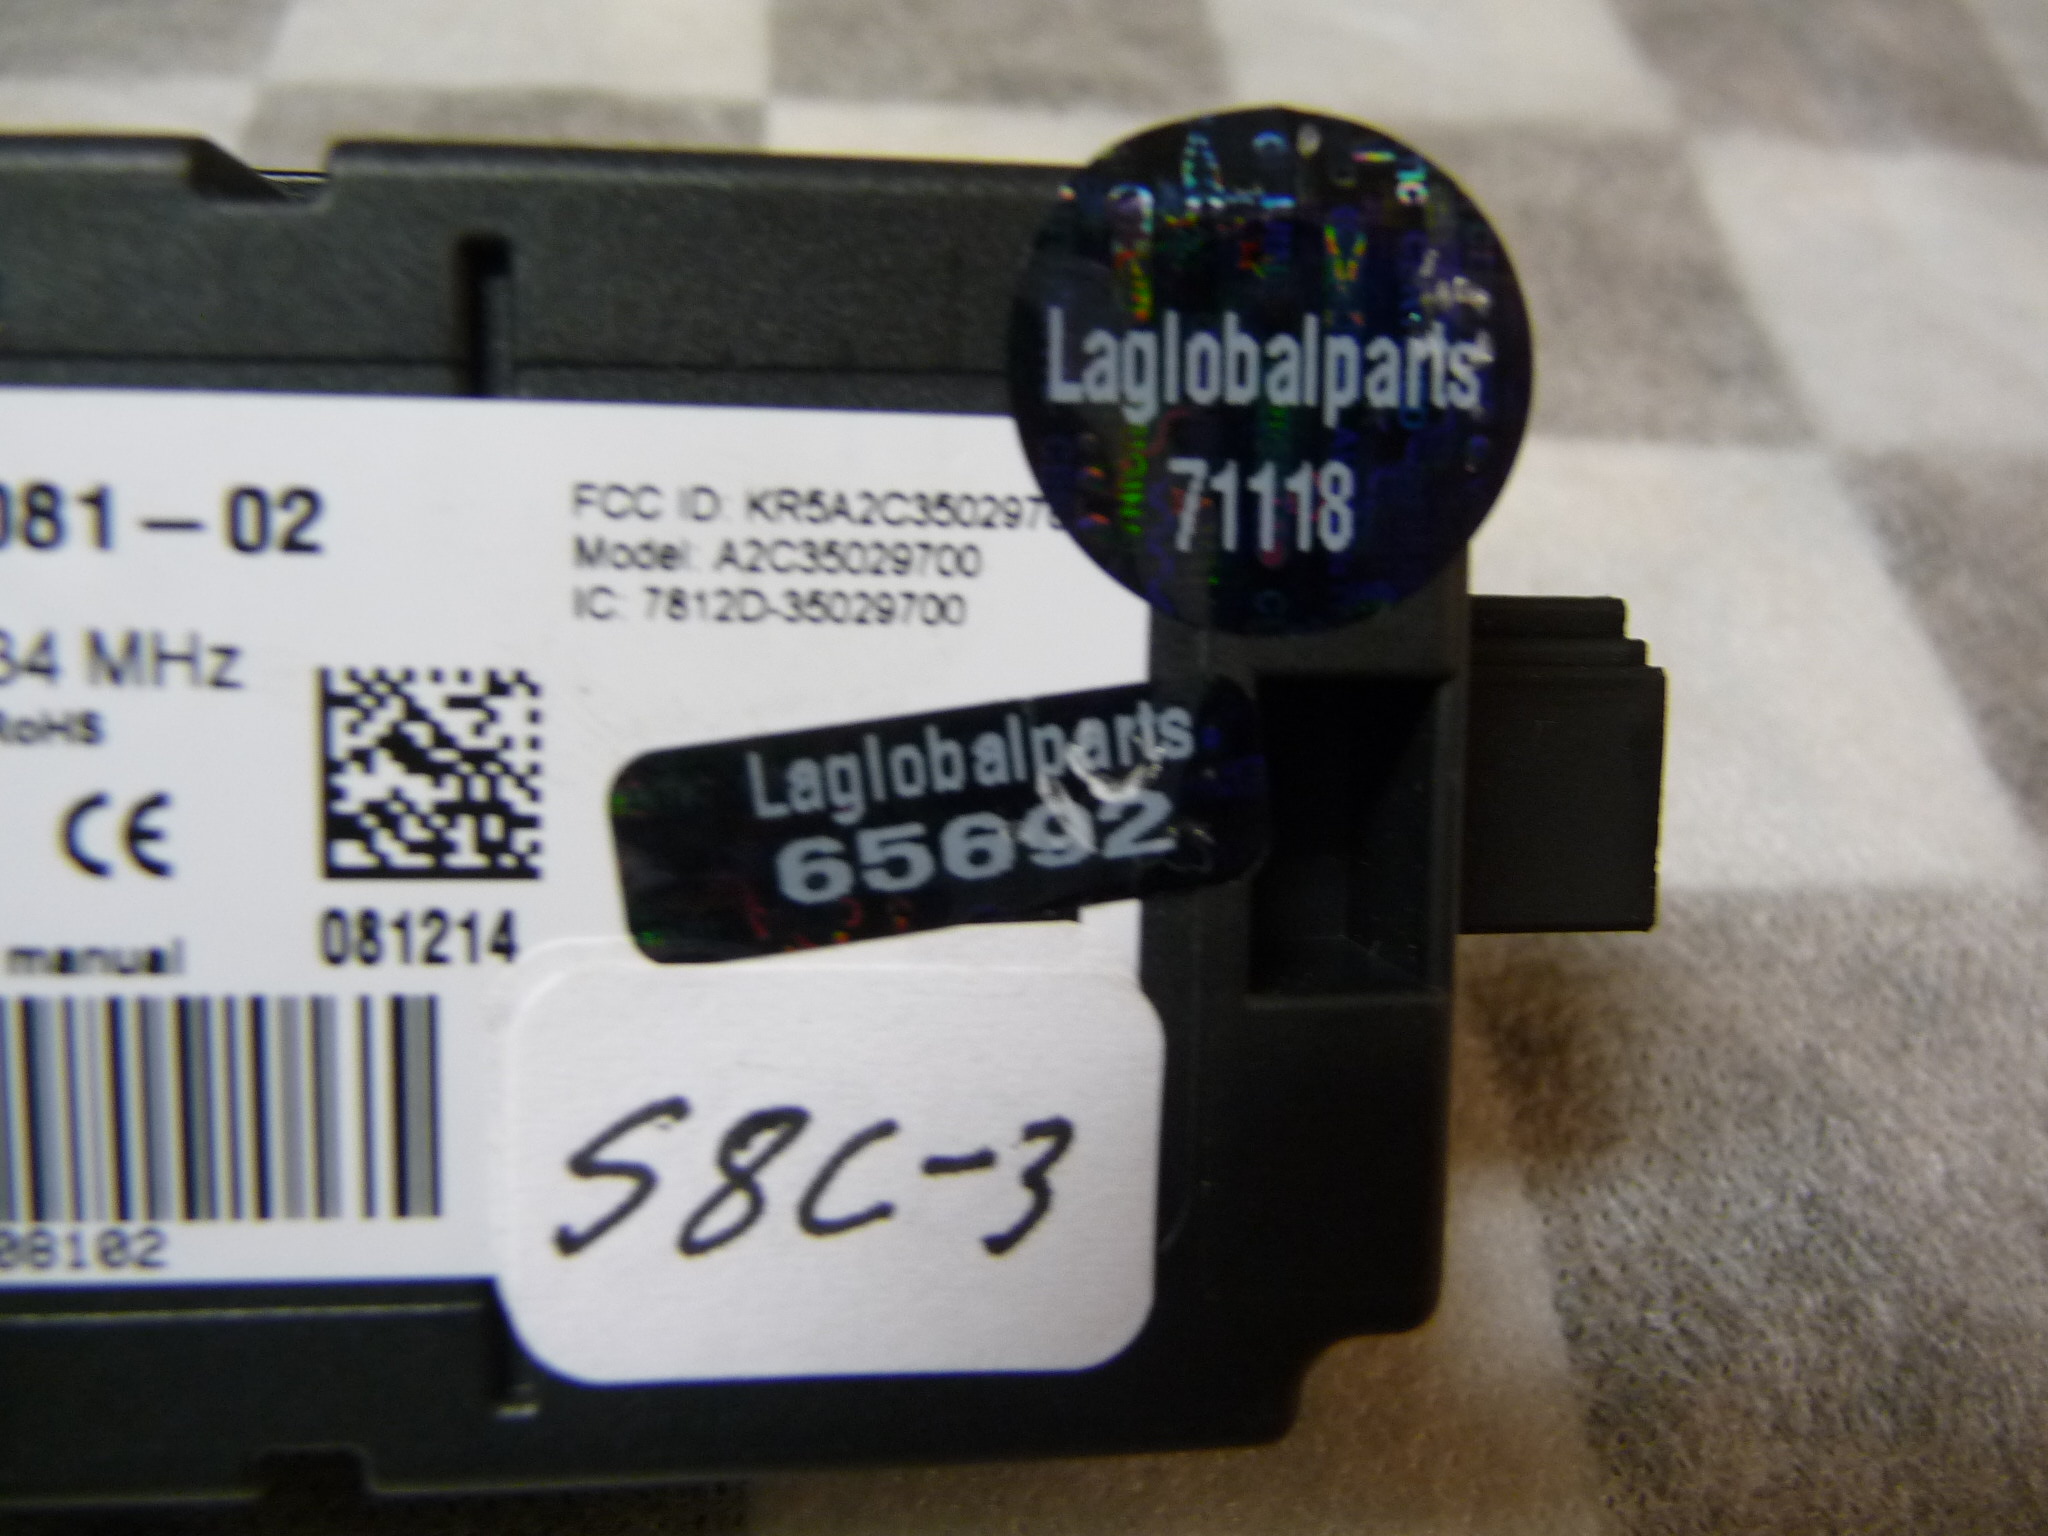 Laglobalparts
71118
081-02
FCC ID: KR5A2C3502970
Model: A2C35029700
IC: 7812D-35029700
34 MHz
RoHS
Laglobalparts
65692
CE
081214
manual
08102
S8C-3